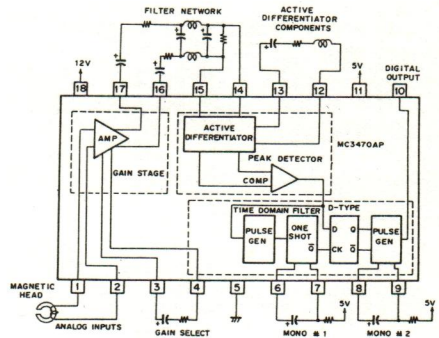 FILTER NETWORK
ACTIVE
DIFFERENTIATOR
COMPONENTS
DIGITAL
OUTPUT
12V
5V
18
17
16
15
14
13
12
11
10
AMP
GAIN STAGE
ACTIVE
DIFFERENTIATOR
PEAK DETECTOR
COMP
MC3470AP
TIME DOMAIN FILTER
D-TYPE
PULSE
GEN
ONE
SHOT
Q
D Q
CK Q
PULSE
GEN
MAGNETIC
HEAD
1
2
3
4
5
6
7
8
9
ANALOG INPUTS
GAIN SELECT
MONO # 1
5V
MONO # 2
5V